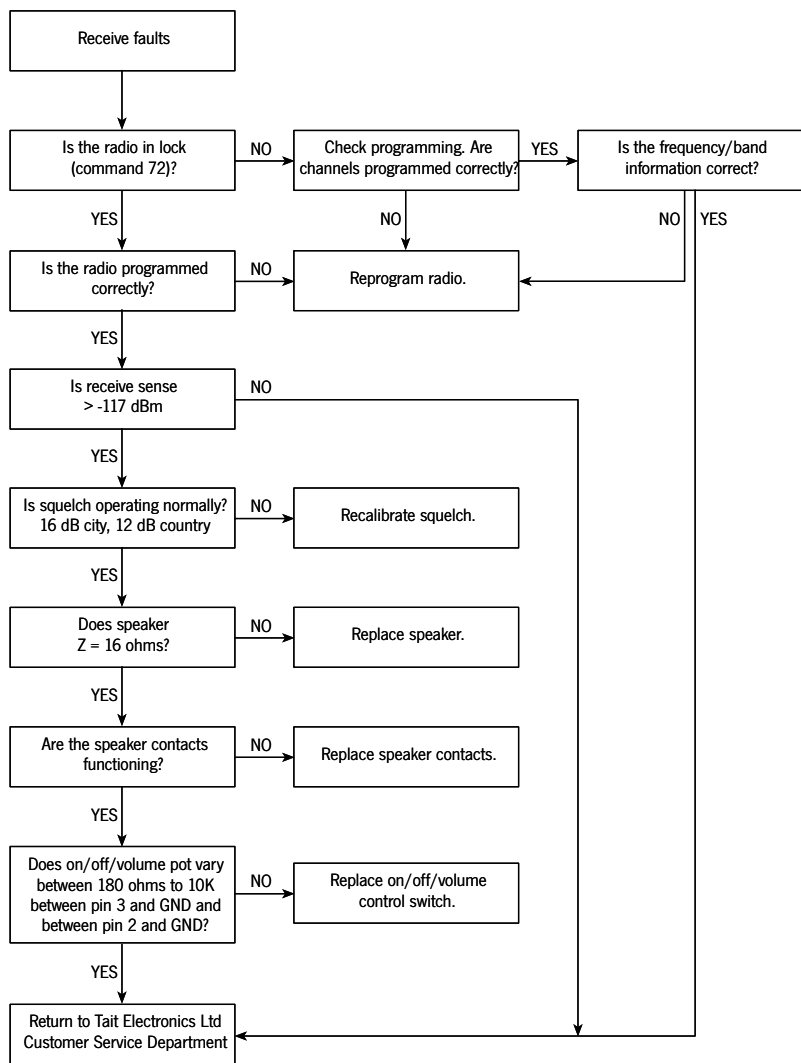 Receive faults
Is the radio in lock
(command 72)?
NO
Check programming. Are
channels programmed correctly?
YES
Is the frequency/band
information correct?
YES
NO
NO
YES
Is the radio programmed
correctly?
NO
Reprogram radio.
YES
Is receive sense
> -117 dBm
NO
YES
Is squelch operating normally?
16 dB city, 12 dB country
NO
Recalibrate squelch.
YES
Does speaker
Z = 16 ohms?
NO
Replace speaker.
YES
Are the speaker contacts
functioning?
NO
Replace speaker contacts.
YES
Does on/off/volume pot vary
between 180 ohms to 10K
between pin 3 and GND and
between pin 2 and GND?
NO
Replace on/off/volume
control switch.
YES
Return to Tait Electronics Ltd
Customer Service Department